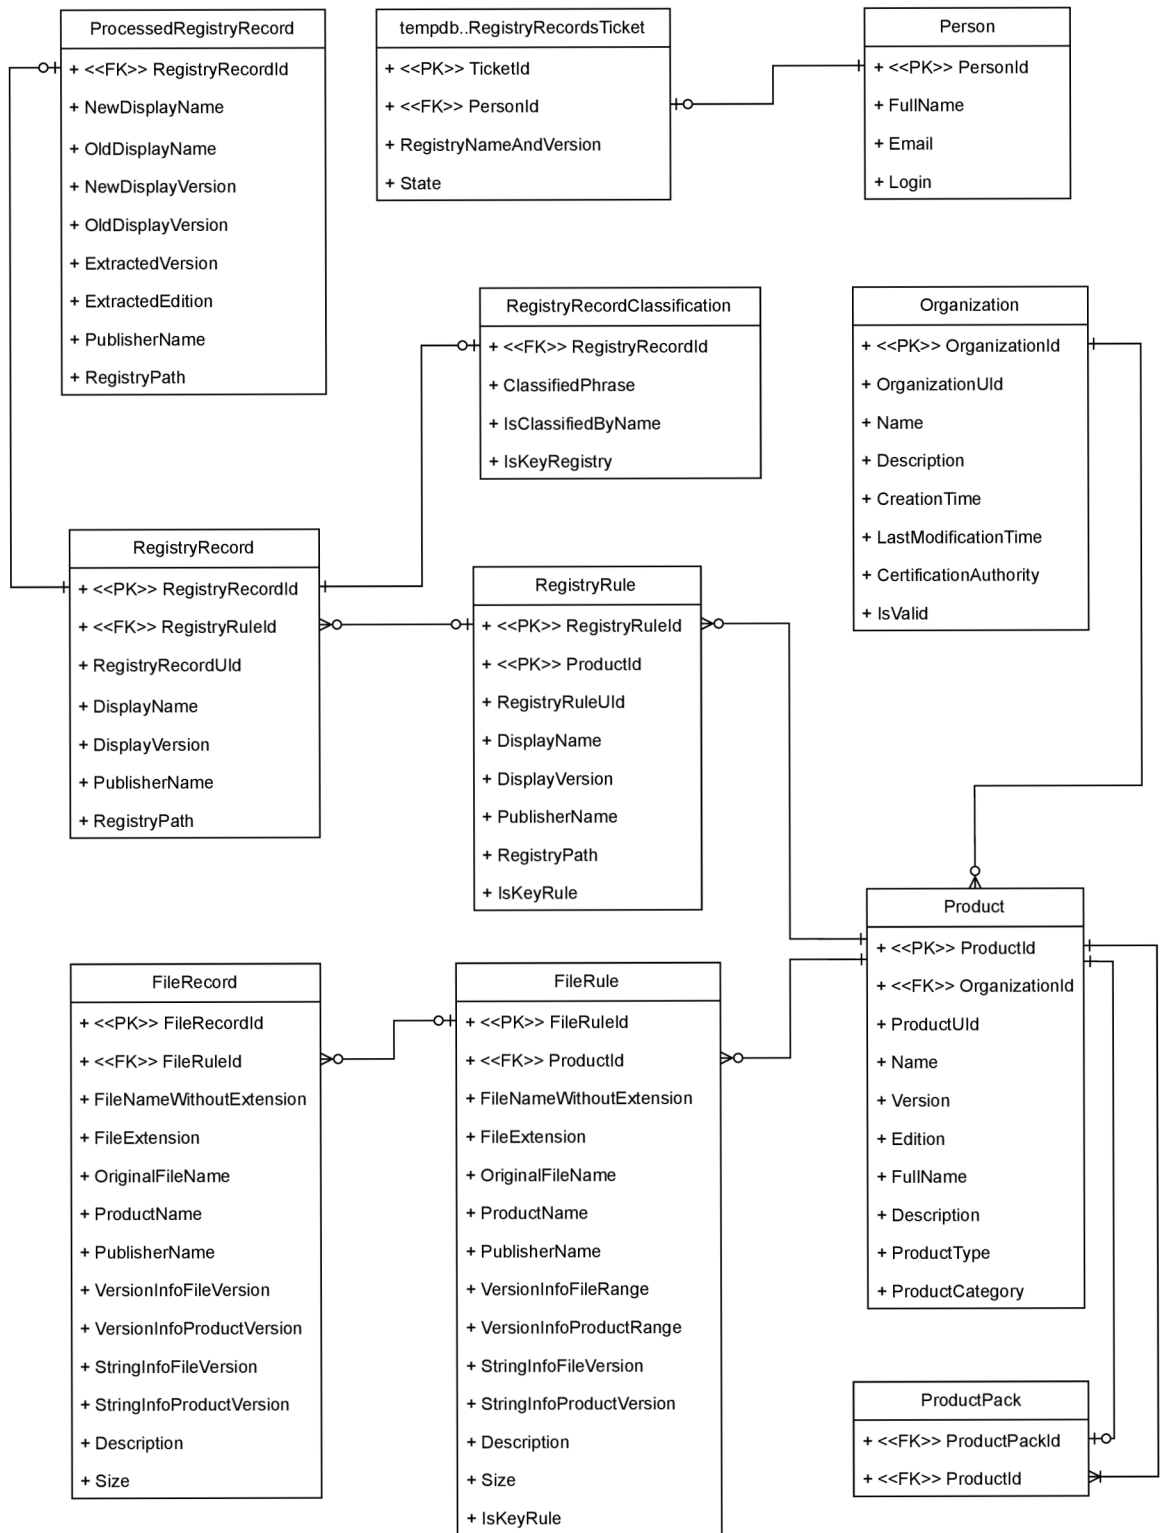 ProcessedRegistryRecord
+ <<FK>> RegistryRecordId
+ NewDisplayName
+ OldDisplayName
+ NewDisplayVersion
+ OldDisplayVersion
+ ExtractedVersion
+ ExtractedEdition
+ PublisherName
+ RegistryPath
tempdb..RegistryRecordsTicket
+ <<PK>> TicketId
+ <<FK>> PersonId
+ RegistryNameAndVersion
+ State
Person
+ <<PK>> PersonId
+ FullName
+ Email
+ Login
RegistryRecordClassification
+ <<FK>> RegistryRecordId
+ ClassifiedPhrase
+ IsClassifiedByName
+ IsKeyRegistry
Organization
+ <<PK>> OrganizationId
+ OrganizationUId
+ Name
+ Description
+ CreationTime
+ LastModificationTime
+ CertificationAuthority
+ IsValid
RegistryRecord
+ <<PK>> RegistryRecordId
+ <<FK>> RegistryRuleId
+ RegistryRecordUId
+ DisplayName
+ DisplayVersion
+ PublisherName
+ RegistryPath
RegistryRule
+ <<PK>> RegistryRuleId
+ <<PK>> ProductId
+ RegistryRuleUId
+ DisplayName
+ DisplayVersion
+ PublisherName
+ RegistryPath
+ IsKeyRule
Product
+ <<PK>> ProductId
+ <<FK>> OrganizationId
+ ProductUId
+ Name
+ Version
+ Edition
+ FullName
+ Description
+ ProductType
+ ProductCategory
FileRecord
+ <<PK>> FileRecordId
+ <<FK>> FileRuleId
+ FileNameWithoutExtension
+ FileExtension
+ OriginalFileName
+ ProductName
+ PublisherName
+ VersionInfoFileVersion
+ VersionInfoProductVersion
+ StringInfoFileVersion
+ StringInfoProductVersion
+ Description
+ Size
FileRule
+ <<PK>> FileRuleId
+ <<FK>> ProductId
+ FileNameWithoutExtension
+ FileExtension
+ OriginalFileName
+ ProductName
+ PublisherName
+ VersionInfoFileRange
+ VersionInfoProductRange
+ StringInfoFileVersion
+ StringInfoProductVersion
+ Description
+ Size
+ IsKeyRule
ProductPack
+ <<FK>> ProductPackId
+ <<FK>> ProductId